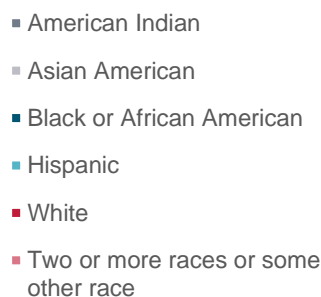 American Indian
Asian American
Black or African American
Hispanic
White
Two or more races or some
other race